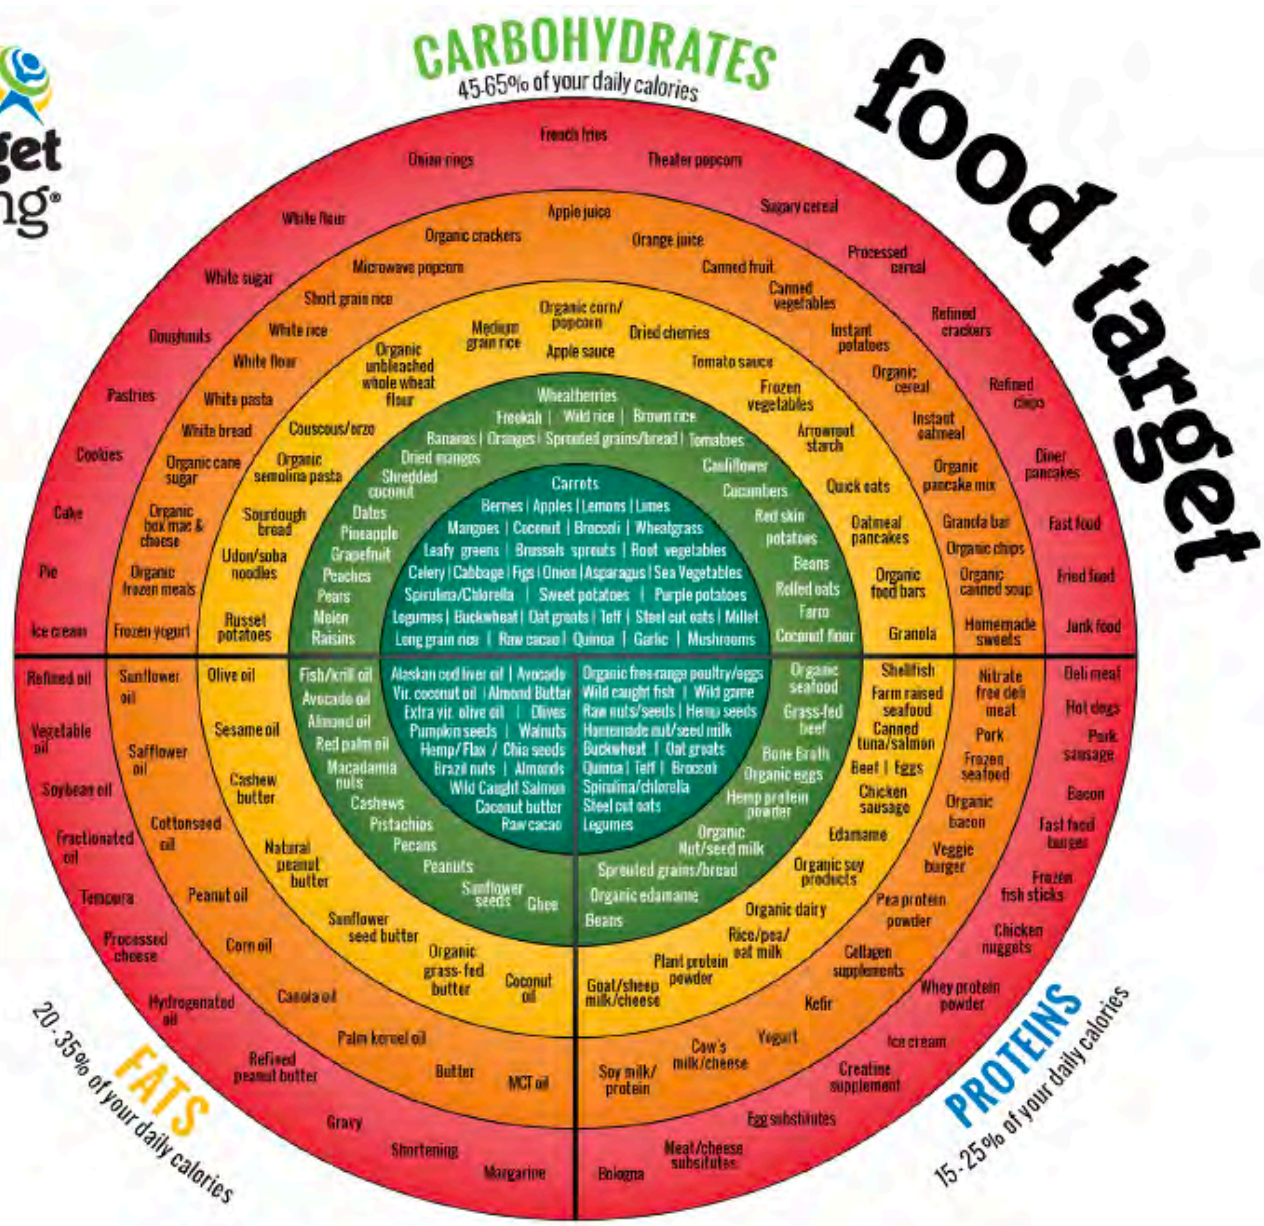 CARBOHYDRATES
45-65% of your daily calories
food target
get
ng®
French fries
Onion rings
Theater popcorn
White flour
Sugary cereal
White sugar
Processed
cereal
Doughnuts
Refined
crackers
Pastries
Refined
chips
Cookies
Diner
pancakes
Cake
Fast food
Pie
Fried food
Ice cream
Junk food
Apple juice
Organic crackers
Orange juice
Microwave popcorn
Canned fruit
Short grain rice
Canned
vegetables
White rice
Instant
potatoes
White flour
Organic
cereal
White pasta
Instant
oatmeal
White bread
Organic cane
sugar
Organic
pancake mix
Organic
box mac &
cheese
Granola bar
Organic chips
Organic
frozen meals
Organic
canned soup
Frozen yogurt
Homemade
sweets
Organic corn/
popcorn
Medium
grain rice
Dried cherries
Apple sauce
Organic
unbleached
whole wheat
flour
Tomato sauce
Frozen
vegetables
Couscous/orzo
Arrowroot
starch
Organic
semolina pasta
Quick oats
Sourdough
bread
Oatmeal
pancakes
Udon/soba
noodles
Organic
food bars
Russet
potatoes
Granola
Wheatberries
Freekah | Wild rice | Brown rice
Bananas | Oranges | Sprouted grains/bread | Tomatoes
Dried mangos
Cauliflower
Shredded
coconut
Cucumbers
Dates
Red skin
potatoes
Pineapple
Grapefruit
Beans
Peaches
Rolled oats
Pears
Farro
Melon
Raisins
Coconut flour
Carrots
Berries | Apples | Lemons | Limes
Mangoes | Coconut | Broccoli | Wheatgrass
Leafy greens | Brussels sprouts | Root vegetables
Celery | Cabbage | Figs | Onion | Asparagus | Sea Vegetables
Spirulina/Chlorella | Sweet potatoes | Purple potatoes
Legumes | Buckwheat | Oat groats | Teff | Steel cut oats | Millet
Long grain rice | Raw cacao | Quinoa | Garlic | Mushrooms
Refined oil
Vegetable
oil
Soybean oil
Fractionated
oil
Tempura
Processed
cheese
Hydrogenated
oil
Refined
peanut butter
Gravy
Shortening
Margarine
Sunflower
oil
Safflower
oil
Cottonseed
oil
Peanut oil
Corn oil
Canola oil
Palm kernel oil
Butter
MCT oil
Olive oil
Sesame oil
Cashew
butter
Natural
peanut
butter
Sunflower
seed butter
Organic
grass-fed
butter
Coconut
oil
Fish/krill oil
Avocado oil
Almond oil
Red palm oil
Macadamia
nuts
Cashews
Pistachios
Pecans
Peanuts
Sunflower
seeds
Ghee
Alaskan cod liver oil | Avocado
Vir. coconut oil | Almond Butter
Extra vir. olive oil | Olives
Pumpkin seeds | Walnuts
Hemp/Flax / Chia seeds
Brazil nuts | Almonds
Wild Caught Salmon
Coconut butter
Raw cacao
FATS
20-35% of your daily calories
Organic free-range poultry/eggs
Wild caught fish | Wild game
Raw nuts/seeds | Hemp seeds
Homemade nut/seed milk
Buckwheat | Oat groats
Quinoa | Teff | Broccoli
Spirulina/chlorella
Steel cut oats
Legumes
Organic
seafood
Grass-fed
beef
Bone Broth
Organic eggs
Hemp protein
powder
Organic
Nut/seed milk
Sprouted grains/bread
Organic edamame
Beans
Shellfish
Farm raised
seafood
Canned
tuna/salmon
Beef | Eggs
Chicken
sausage
Edamame
Organic soy
products
Organic dairy
Rice/pea/
oat milk
Plant protein
powder
Goat/sheep
milk/cheese
Nitrate
free deli
meat
Pork
Frozen
seafood
Organic
bacon
Veggie
burger
Pea protein
powder
Collagen
supplements
Kefir
Yogurt
Cow's
milk/cheese
Soy milk/
protein
Deli meat
Hot dogs
Pork
sausage
Bacon
Fast food
burger
Frozen
fish sticks
Chicken
nuggets
Whey protein
powder
Ice cream
Creatine
supplement
Egg substitutes
Meat/cheese
subsitutes
Bologna
PROTEINS
15-25% of your daily calories